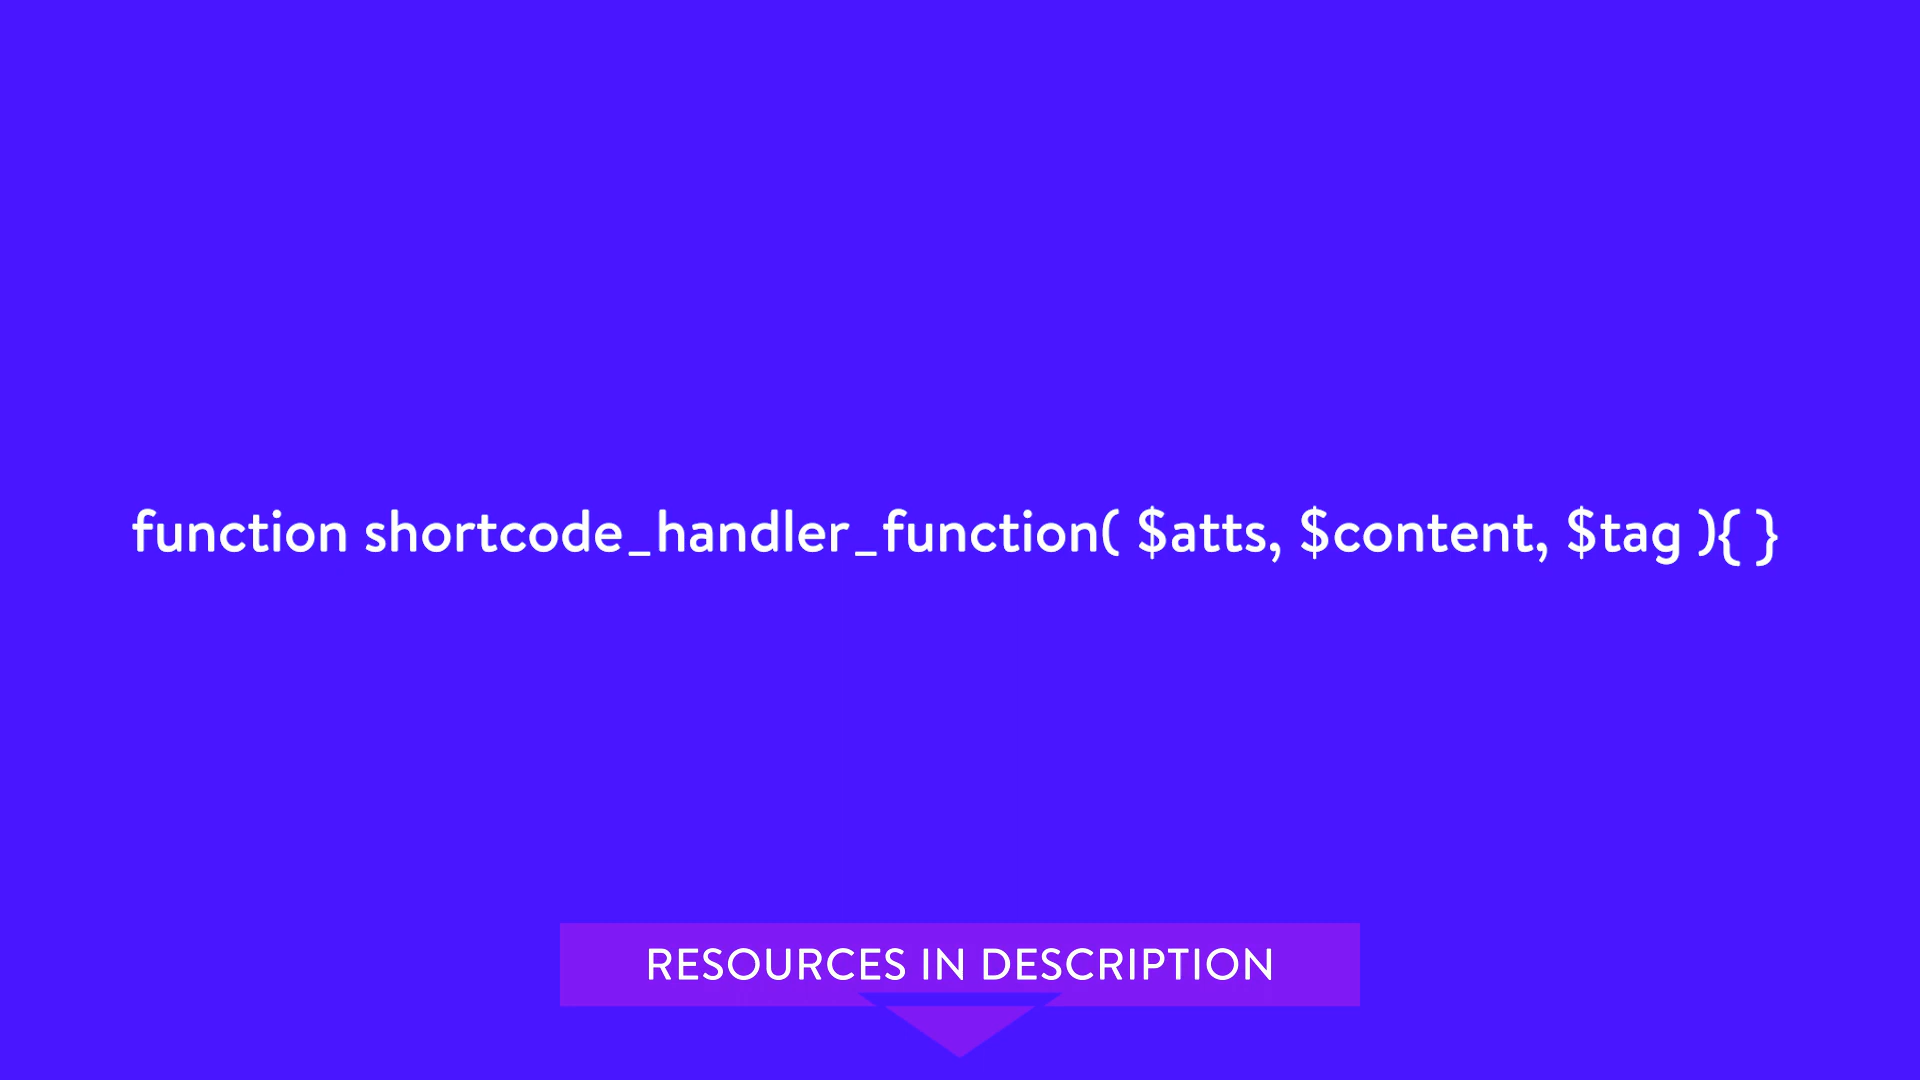 function shortcode_handler_function( $atts, $content, $tag ){ }
RESOURCES IN DESCRIPTION